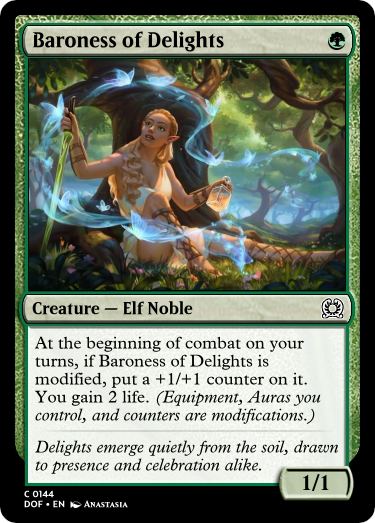 Baroness of Delights
Creature — Elf Noble
At the beginning of combat on your
turns, if Baroness of Delights is
modified, put a +1/+1 counter on it.
You gain 2 life. (Equipment, Auras you
control, and counters are modifications.)
Delights emerge quietly from the soil, drawn
to presence and celebration alike.
1/1
C 0144
DOF • EN Anastasia